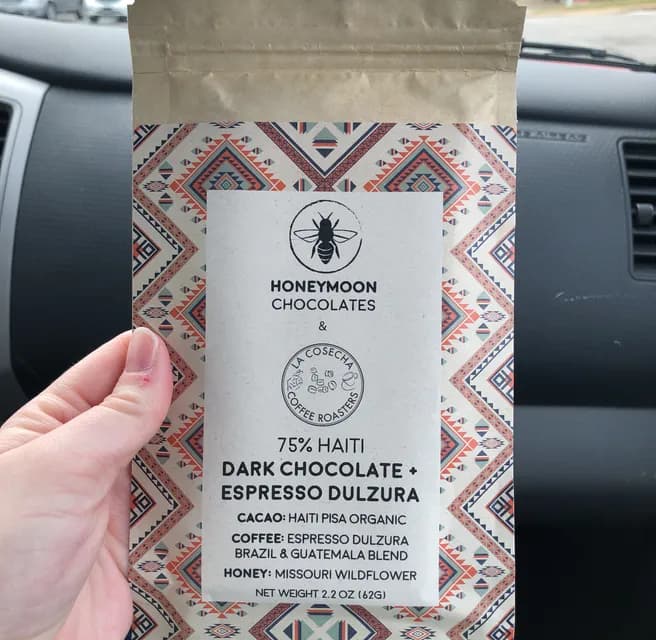 HONEYMOON
CHOCOLATES
&
LA COSECHA
COFFEE ROASTERS
75% HAITI
DARK CHOCOLATE +
ESPRESSO DULZURA
CACAO: HAITI PISA ORGANIC
COFFEE: ESPRESSO DULZURA
BRAZIL & GUATEMALA BLEND
HONEY: MISSOURI WILDFLOWER
NET WEIGHT 2.2 OZ (62G)